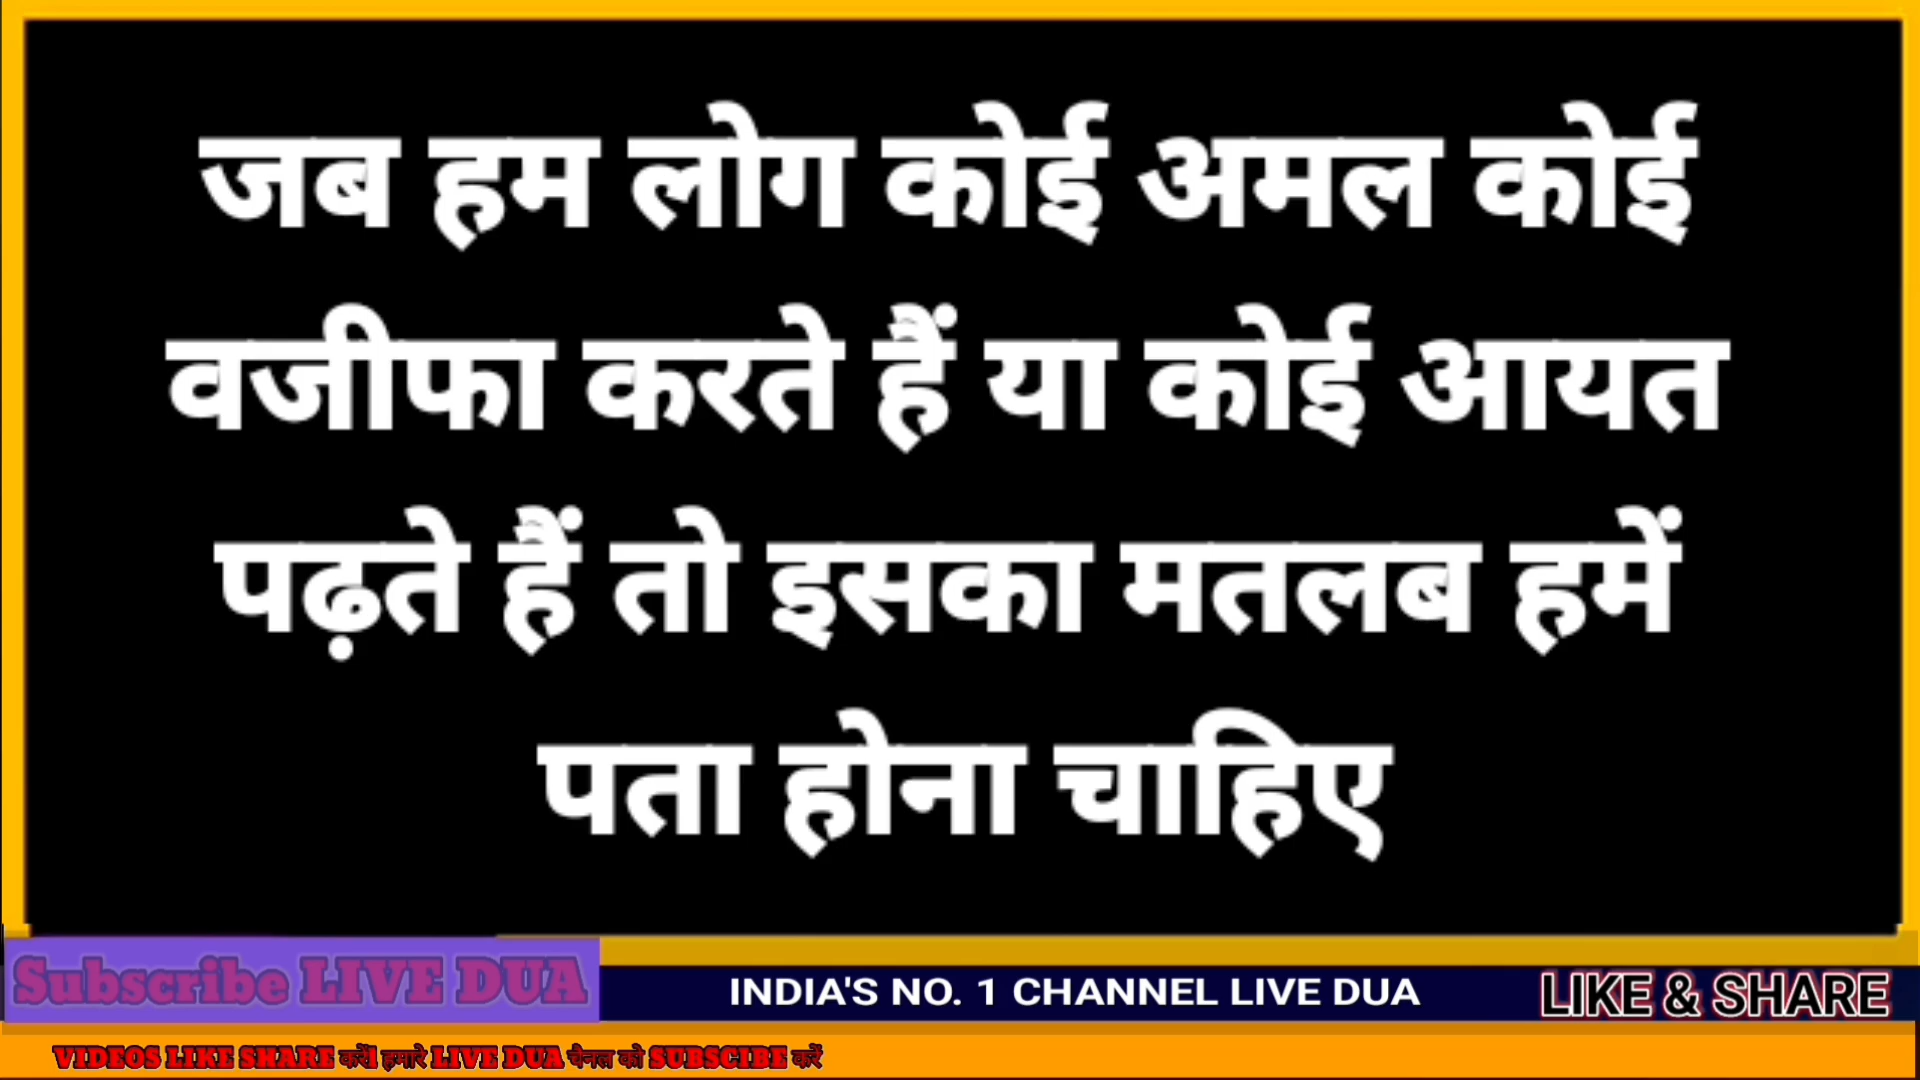 जब हम लोग कोई अमल कोई
वजीफा करते हैं या कोई आयत
पढ़ते हैं तो इसका मतलब हमें
पता होना चाहिए
Subscribe LIVE DUA
INDIA'S NO. 1 CHANNEL LIVE DUA
LIKE & SHARE
VIDEOS LIKE SHARE करें। हमारे LIVE DUA चैनल को SUBSCIBE करें